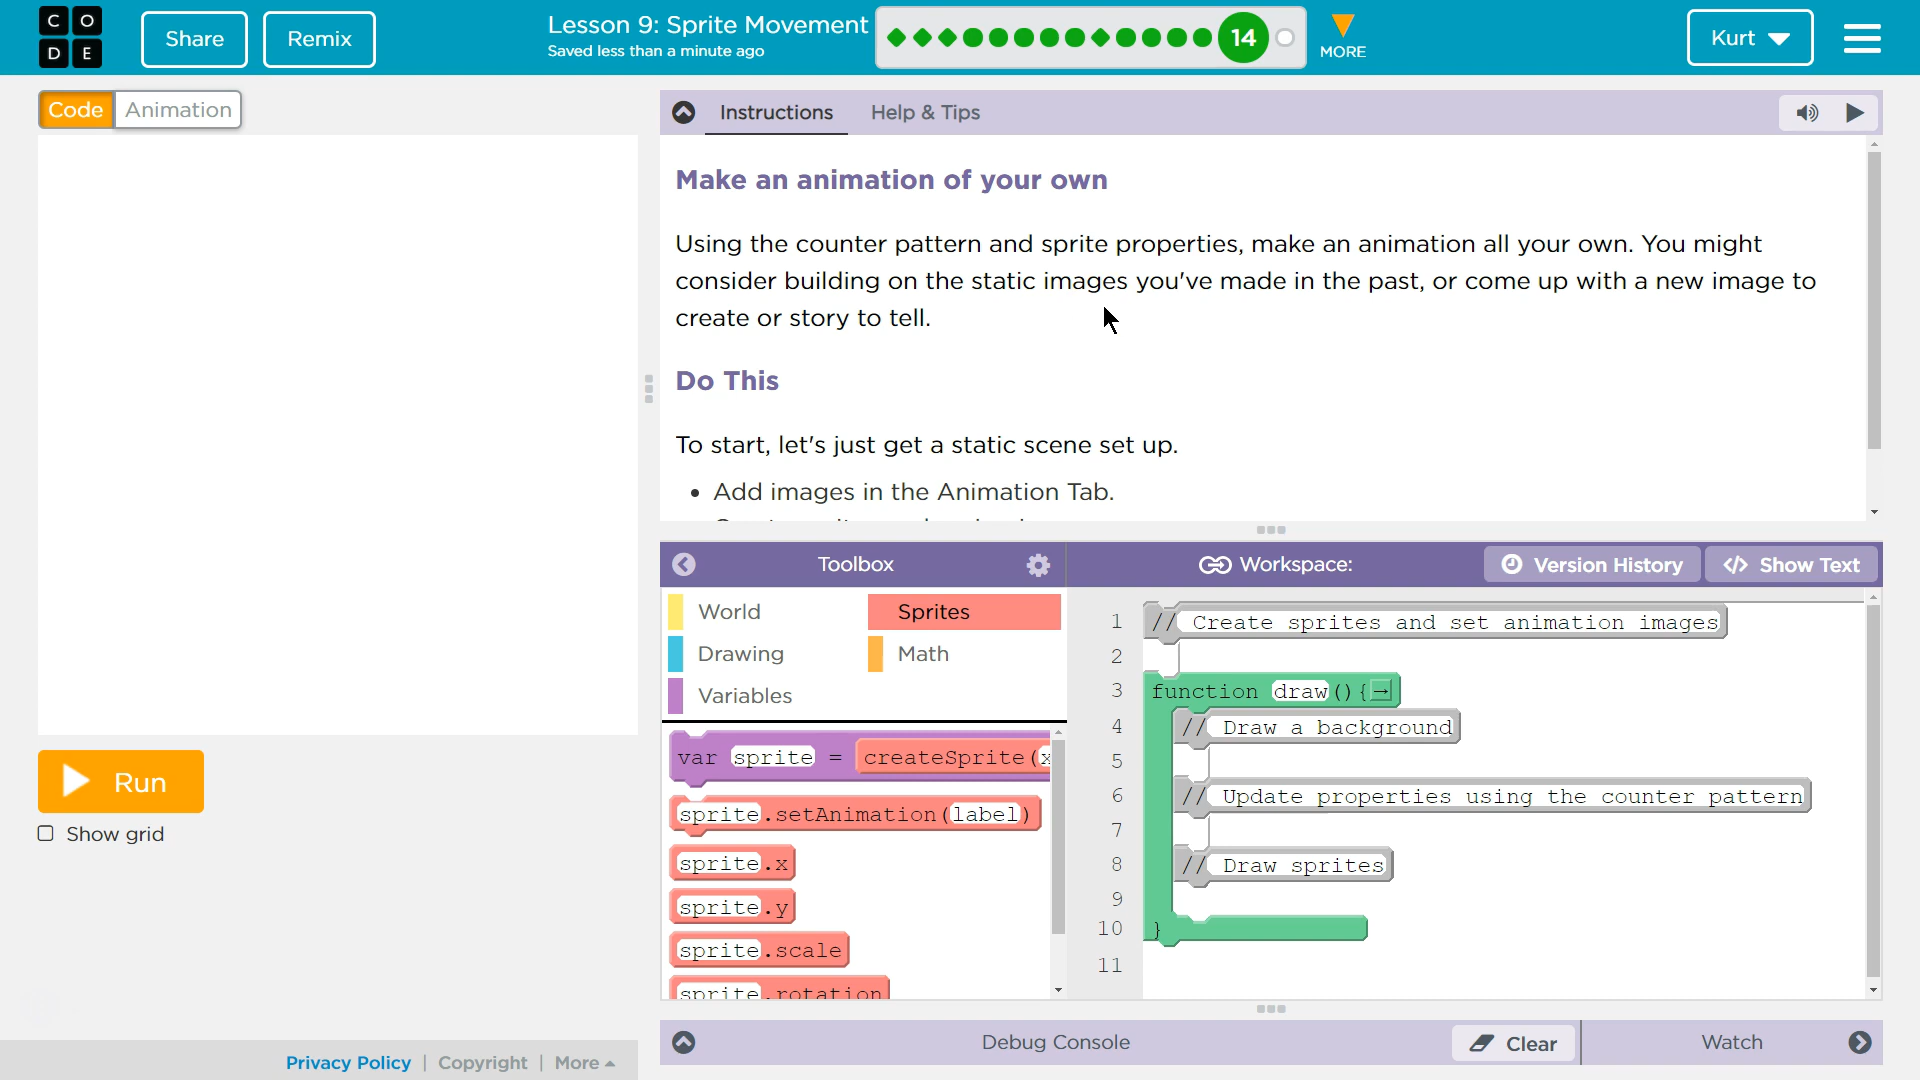 C O
D E
Share
Remix
Lesson 9: Sprite Movement
Saved less than a minute ago
14
MORE
Kurt
Code
Animation
Instructions
Help & Tips
Make an animation of your own
Using the counter pattern and sprite properties, make an animation all your own. You might
consider building on the static images you've made in the past, or come up with a new image to
create or story to tell.
Do This
To start, let's just get a static scene set up.
• Add images in the Animation Tab.
Toolbox
Workspace:
Version History
</> Show Text
World
Sprites
Drawing
Math
Variables
var sprite = createSprite(x
sprite.setAnimation(label)
sprite.x
sprite.y
sprite.scale
sprite.rotation
1 // Create sprites and set animation images
2
3 function draw(){→
4 // Draw a background
5
6 // Update properties using the counter pattern
7
8 // Draw sprites
9
10 }
11
Run
Show grid
Privacy Policy | Copyright | More
Debug Console
Clear
Watch